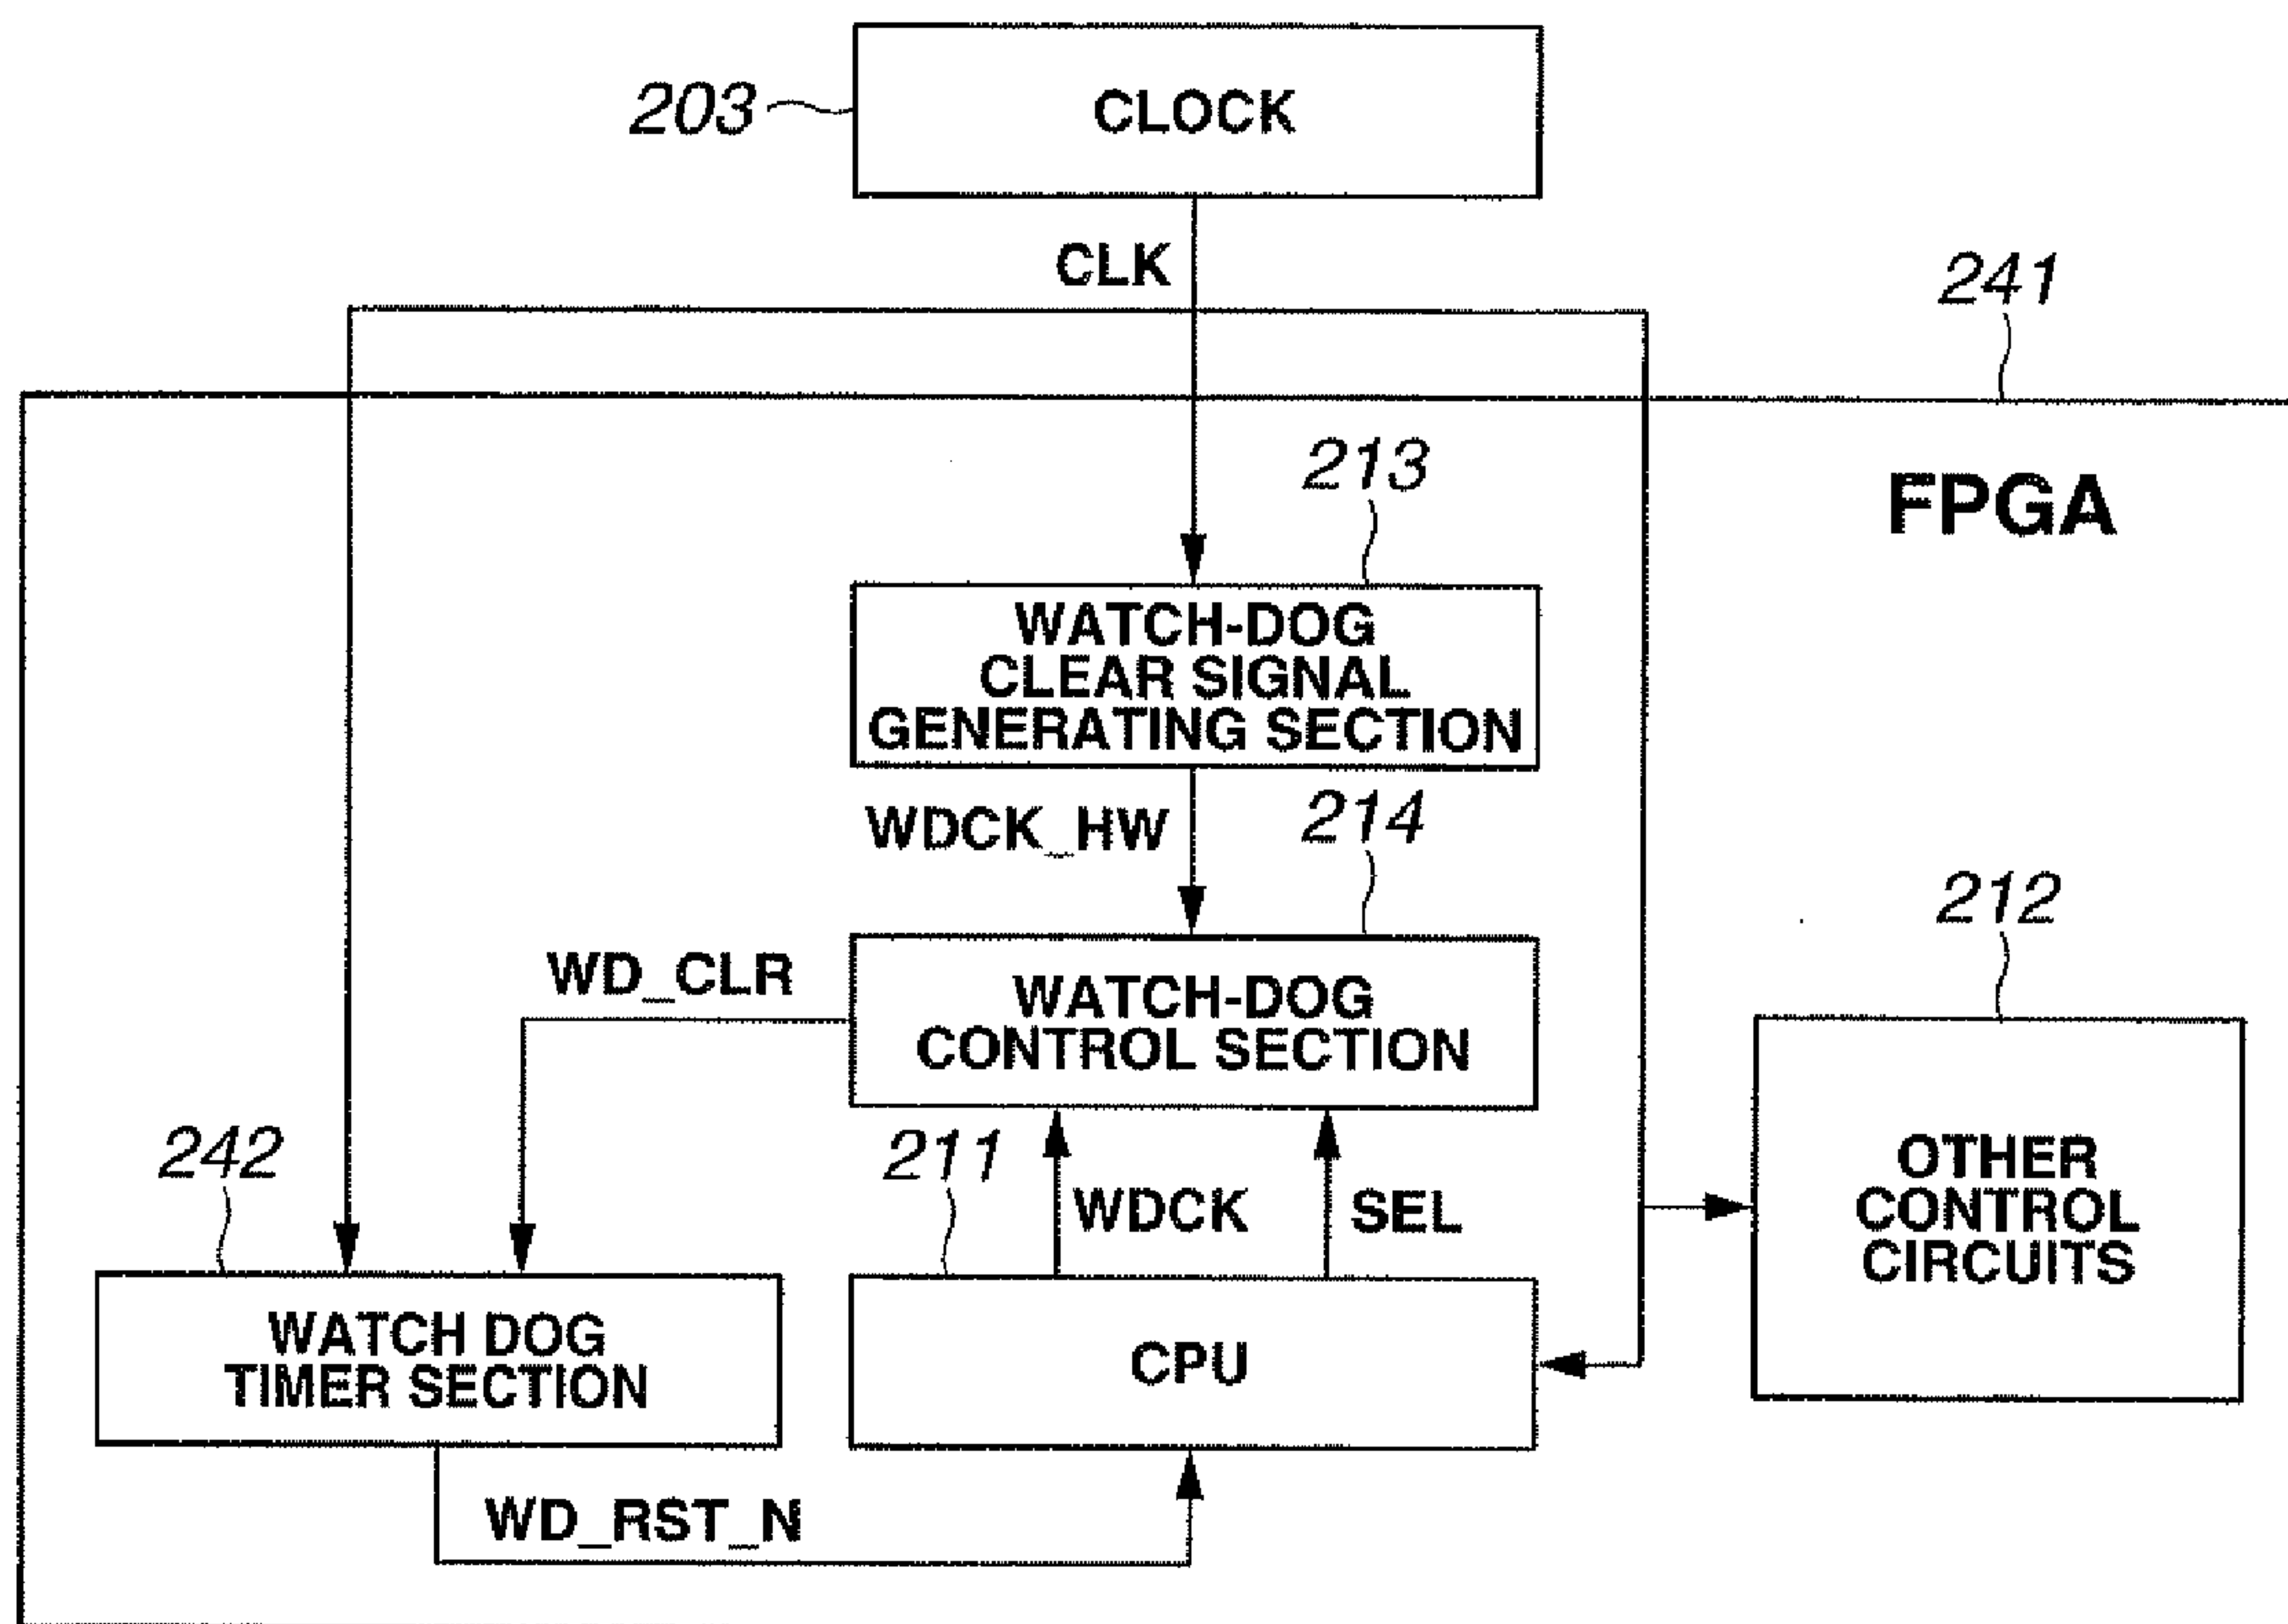 203
CLOCK
CLK
241
213
FPGA
WATCH-DOG
CLEAR SIGNAL
GENERATING SECTION
WDCK_HW
214
212
WD_CLR
WATCH-DOG
CONTROL SECTION
242
211
WDCK
SEL
OTHER
CONTROL
CIRCUITS
WATCH DOG
TIMER SECTION
CPU
WD_RST_N